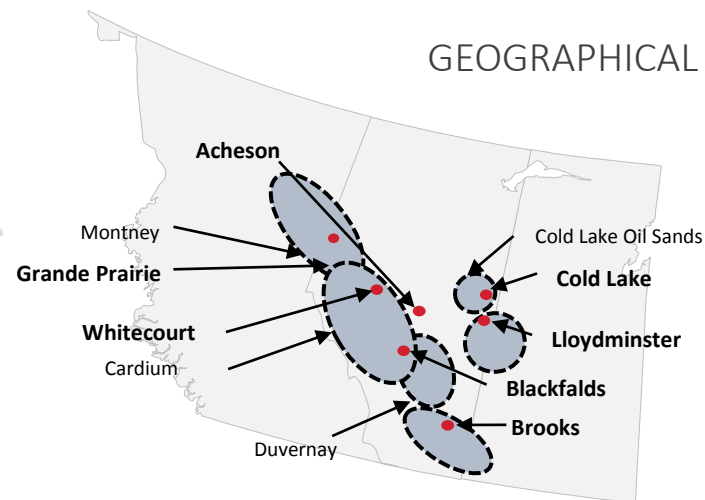 GEOGRAPHICAL
Acheson
Montney
Cold Lake Oil Sands
Grande Prairie
Cold Lake
Whitecourt
Lloydminster
Cardium
Blackfalds
Brooks
Duvernay